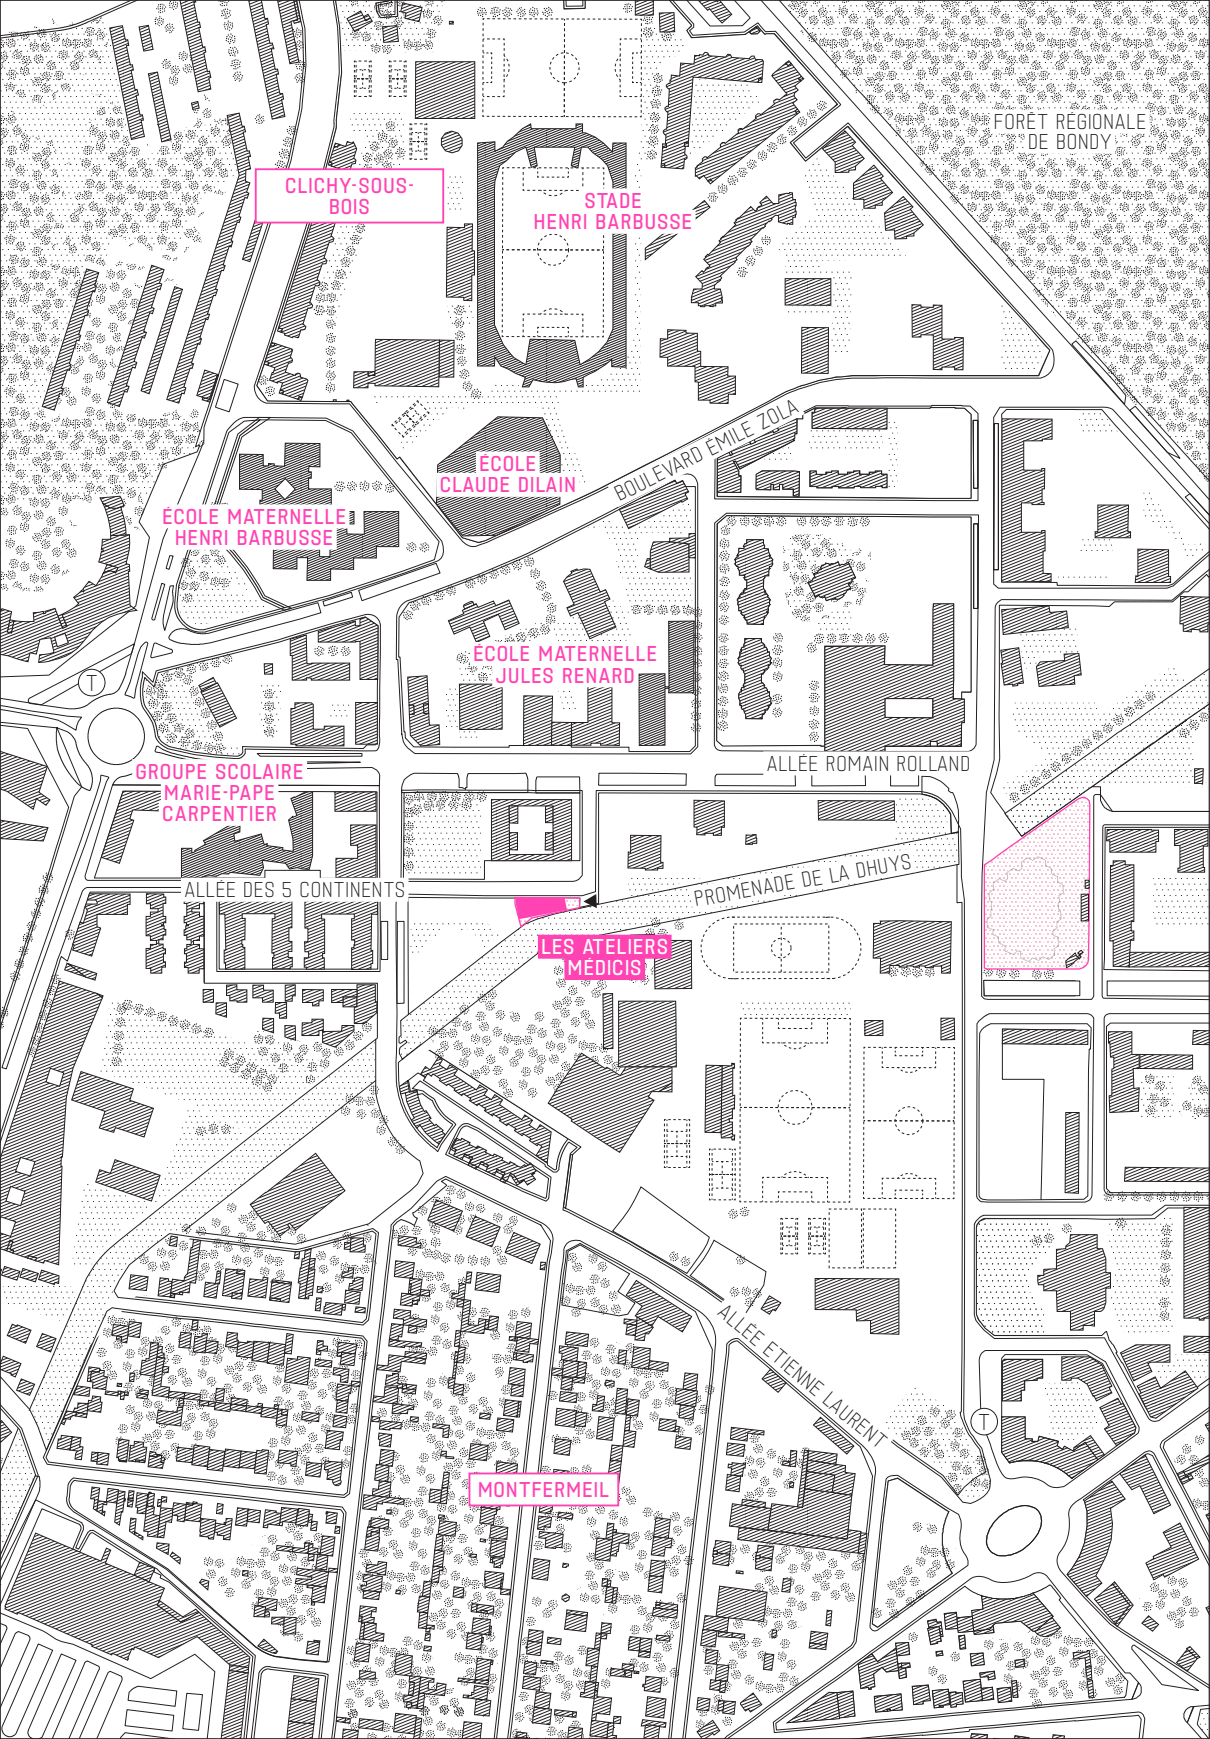 FORÊT RÉGIONALE
DE BONDY
CLICHY-SOUS-
BOIS
STADE
HENRI BARBUSSE
BOULEVARD ÉMILE ZOLA
ÉCOLE
CLAUDE DILAIN
ÉCOLE MATERNELLE
HENRI BARBUSSE
ÉCOLE MATERNELLE
JULES RENARD
T
GROUPE SCOLAIRE
MARIE-PAPE
CARPENTIER
ALLÉE ROMAIN ROLLAND
ALLÉE DES 5 CONTINENTS
PROMENADE DE LA DHUYS
LES ATELIERS
MÉDICIS
ALLÉE ETIENNE LAURENT
T
MONTFERMEIL